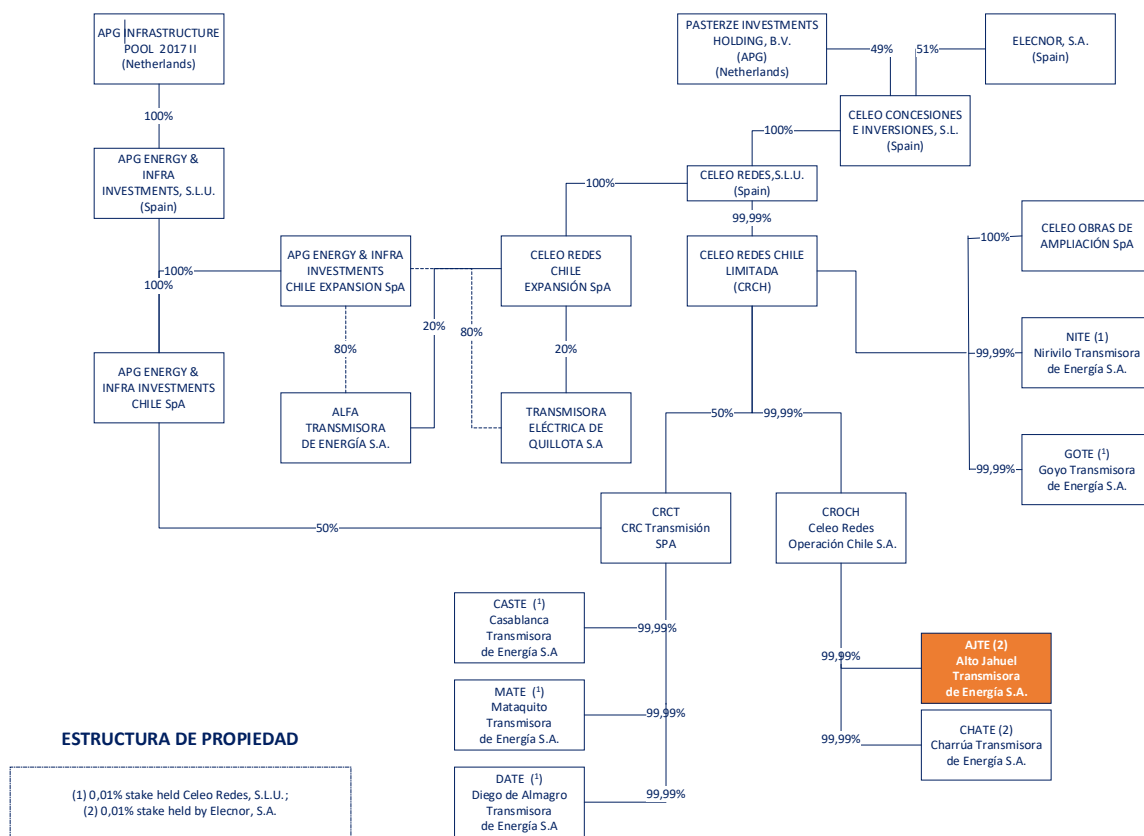 APG INFRASTRUCTURE
POOL 2017 II
(Netherlands)
PASTERZE INVESTMENTS
HOLDING, B.V.
(APG)
(Netherlands)
49%
51%
ELECNOR, S.A.
(Spain)
100%
CELEO CONCESIONES
E INVERSIONES, S.L.
(Spain)
100%
APG ENERGY &
INFRA
INVESTMENTS, S.L.U.
(Spain)
100%
CELEO REDES,S.L.U.
(Spain)
99,99%
100%
100%
APG ENERGY & INFRA
INVESTMENTS
CHILE EXPANSION SpA
CELEO REDES
CHILE
EXPANSIÓN SpA
CELEO REDES CHILE
LIMITADA
(CRCH)
100%
CELEO OBRAS DE
AMPLIACIÓN SpA
80%
20%
80%
20%
99,99%
NITE (1)
Nirivilo Transmisora
de Energía S.A.
APG ENERGY &
INFRA INVESTMENTS
CHILE SpA
ALFA
TRANSMISORA
DE ENERGÍA S.A.
TRANSMISORA
ELÉCTRICA DE
QUILLOTA S.A
50%
99,99%
99,99%
GOTE (¹)
Goyo Transmisora
de Energía S.A.
50%
CRCT
CRC Transmisión
SPA
CROCH
Celeo Redes
Operación Chile S.A.
CASTE (¹)
Casablanca
Transmisora
de Energía S.A
99,99%
99,99%
AJTE (2)
Alto Jahuel
Transmisora
de Energía S.A.
MATE (¹)
Mataquito
Transmisora
de Energía S.A.
99,99%
99,99%
CHATE (2)
Charrúa Transmisora
de Energía S.A.
DATE (¹)
Diego de Almagro
Transmisora
de Energía S.A
99,99%
ESTRUCTURA DE PROPIEDAD
(1) 0,01% stake held Celeo Redes, S.L.U.;
(2) 0,01% stake held by Elecnor, S.A.